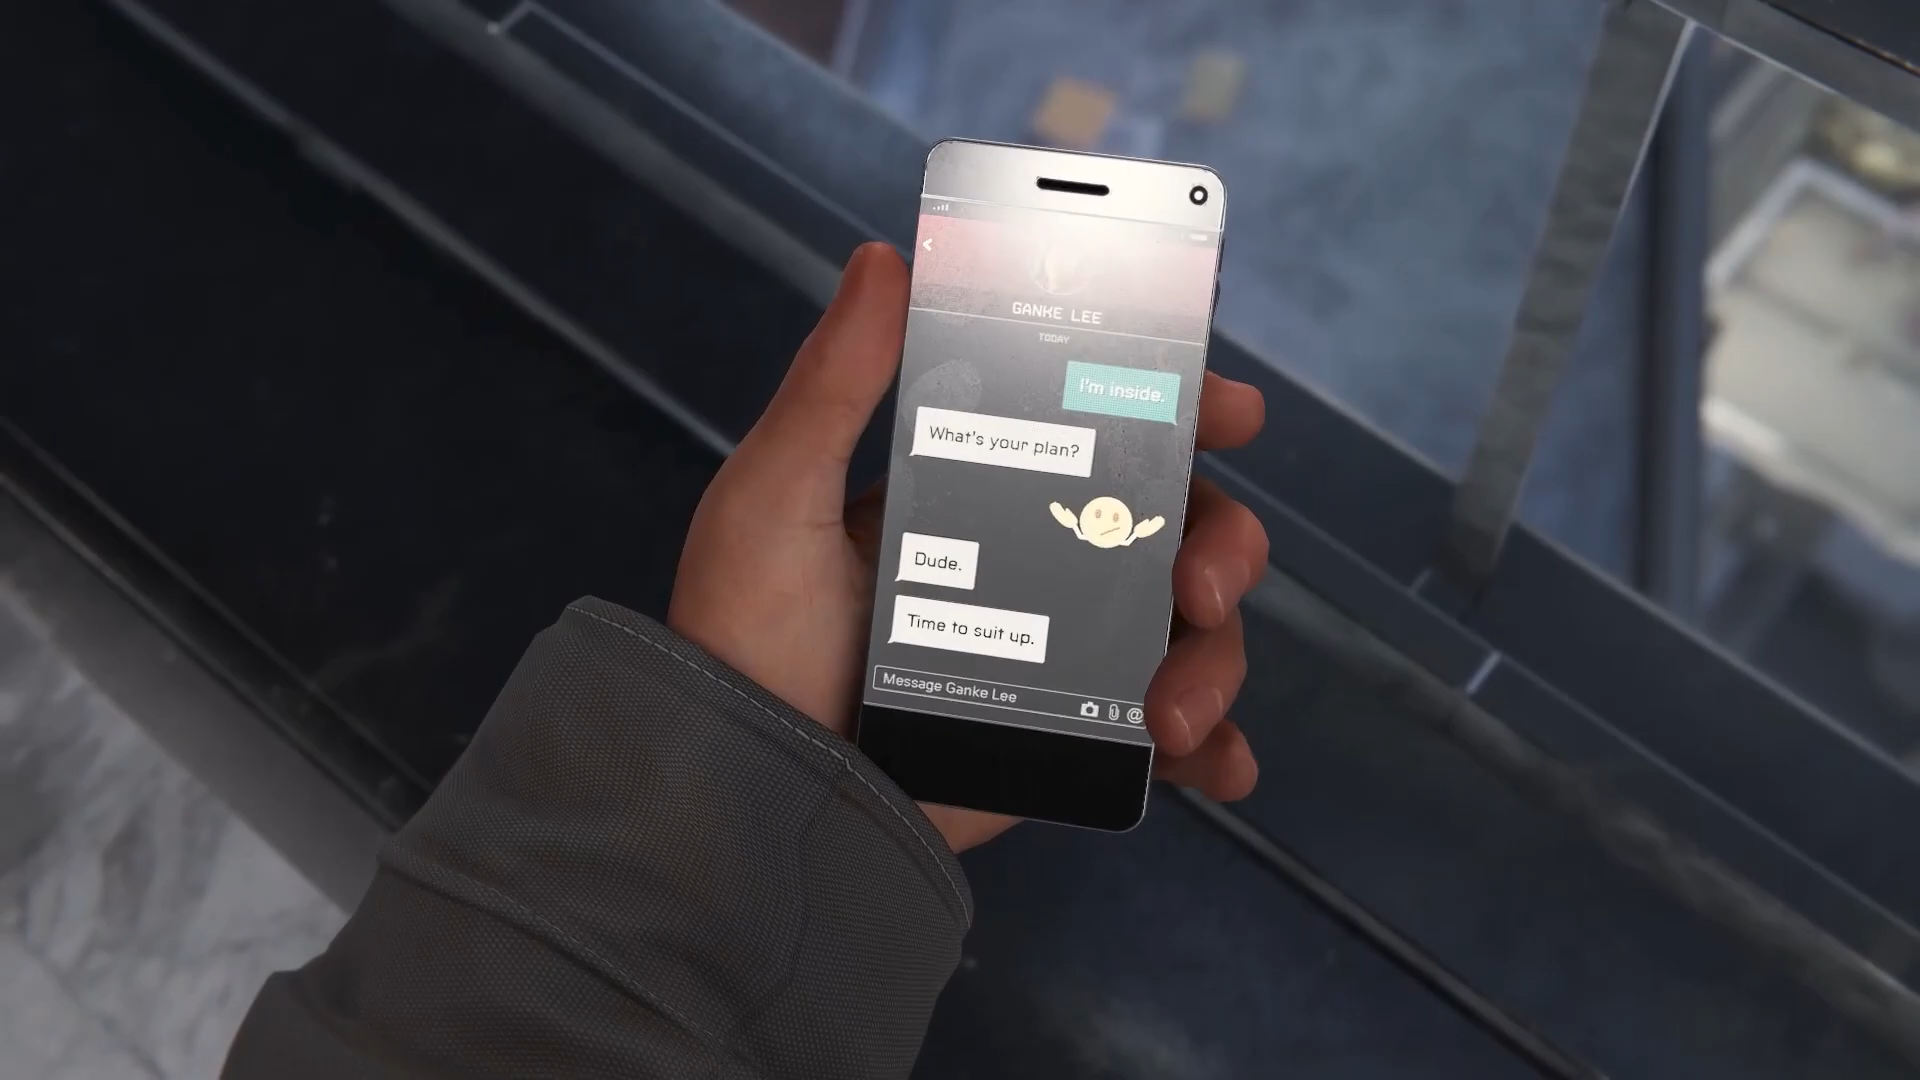 GANKE LEE
TODAY
I'm inside.
What's your plan?
Dude.
Time to suit up.
Message Ganke Lee
@